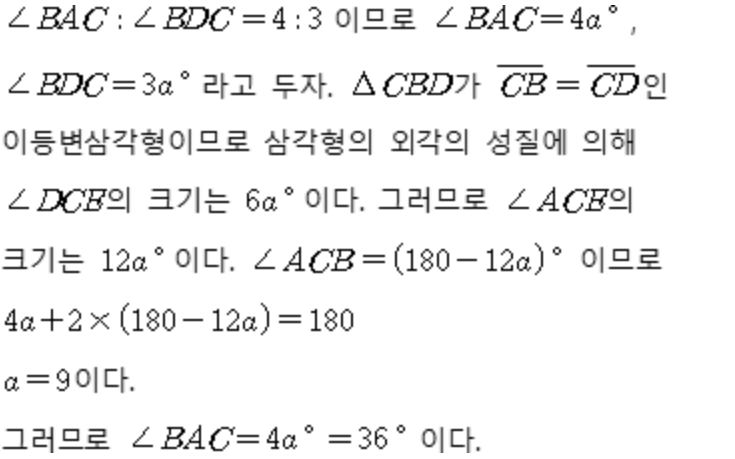 ∠BAC : ∠BDC = 4 : 3 이므로 ∠BAC = 4a°,
∠BDC = 3a° 라고 두자. ΔCBD가 \overline{CB} = \overline{CD}인
이등변삼각형이므로 삼각형의 외각의 성질에 의해
∠DCE의 크기는 6a°이다. 그러므로 ∠ACE의
크기는 12a°이다. ∠ACB = (180 − 12a)° 이므로
4a + 2 × (180 − 12a) = 180
a = 9이다.
그러므로 ∠BAC = 4a° = 36° 이다.